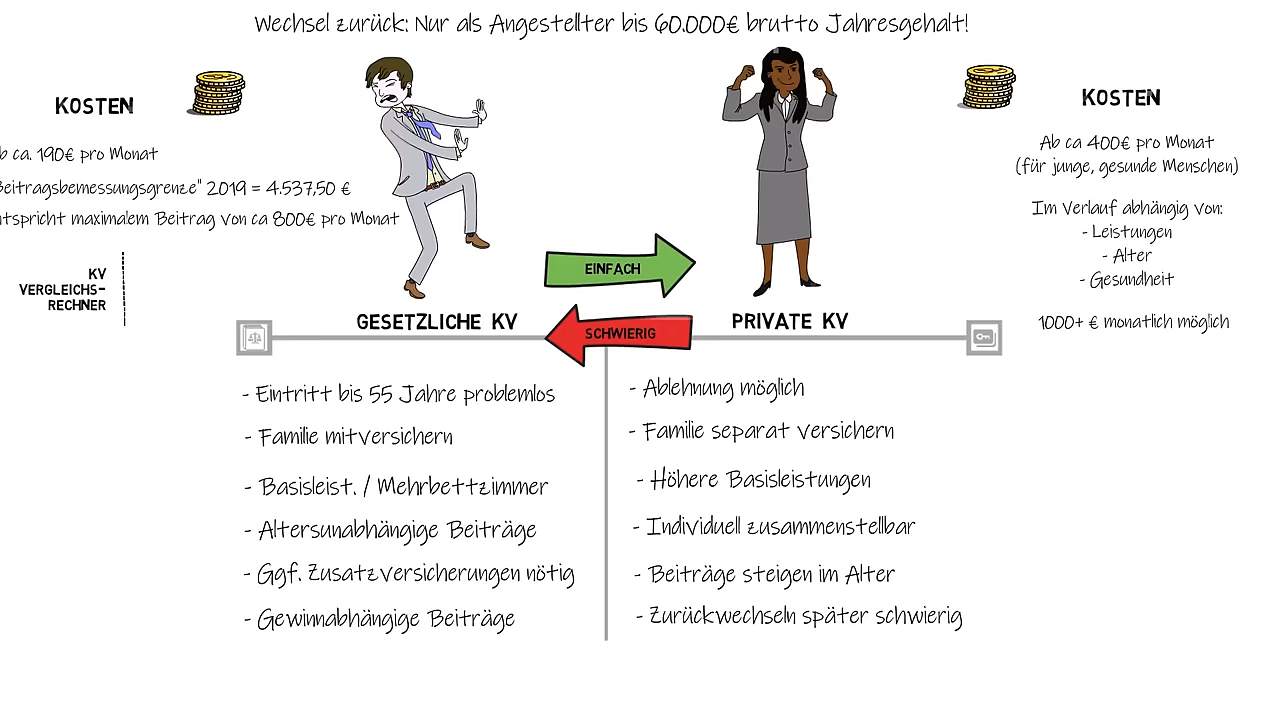 Wechsel zurück: Nur als Angestellter bis 60.000€ brutto Jahresgehalt!
KOSTEN
b ca. 190€ pro Monat
Beitragsbemessungsgrenze" 2019 = 4.537,50 €
ntspricht maximalem Beitrag von ca 800€ pro Monat
KV
VERGLEICHS-
RECHNER
KOSTEN
Ab ca 400€ pro Monat
(für junge, gesunde Menschen)
Im Verlauf abhängig von:
- Leistungen
- Alter
- Gesundheit
1000+ € monatlich möglich
EINFACH
SCHWIERIG
GESETZLICHE KV
- Eintritt bis 55 Jahre problemlos
- Familie mitversichern
- Basisleist. / Mehrbettzimmer
- Altersunabhängige Beiträge
- Ggf. Zusatzversicherungen nötig
- Gewinnabhängige Beiträge
PRIVATE KV
- Ablehnung möglich
- Familie separat versichern
- Höhere Basisleistungen
- Individuell zusammenstellbar
- Beiträge steigen im Alter
- Zurückwechseln später schwierig